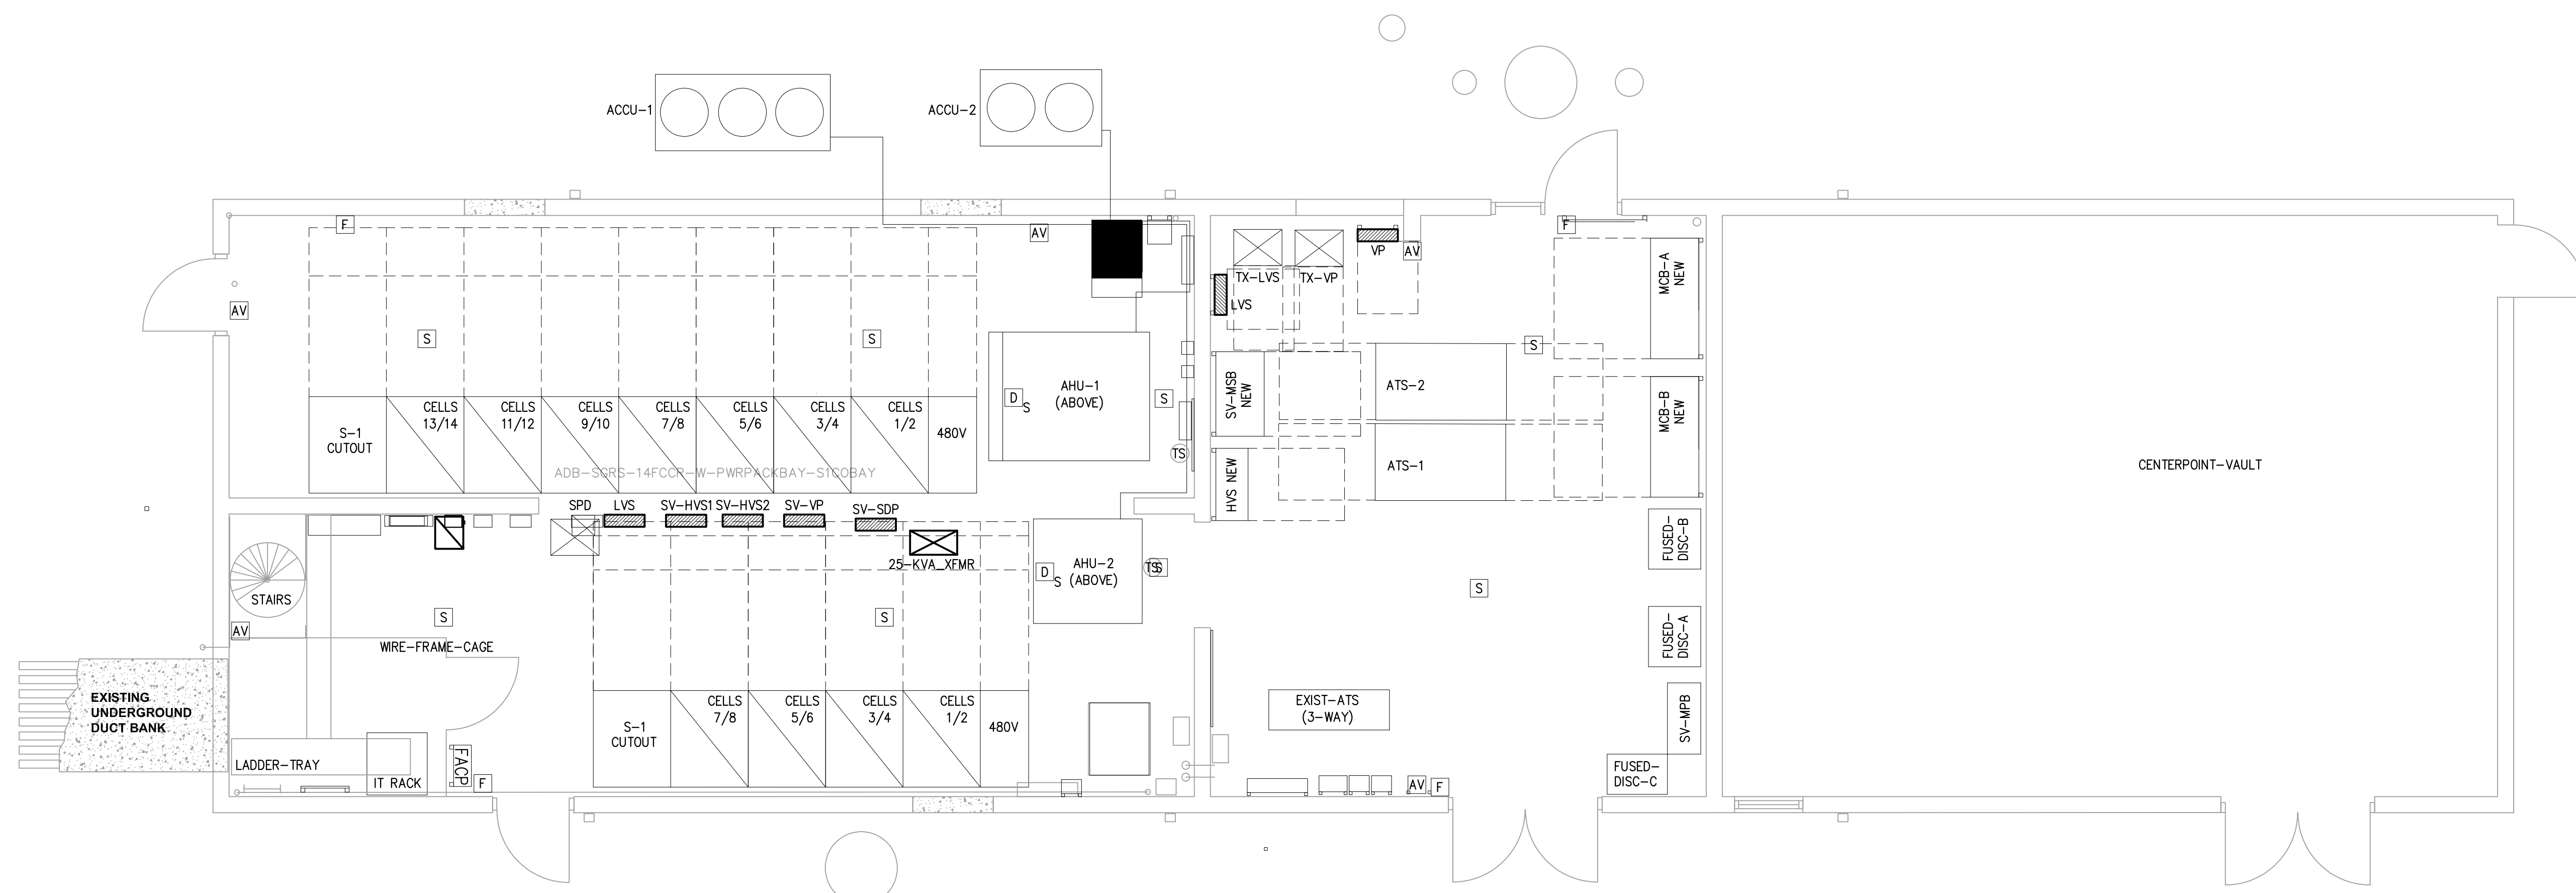 ACCU-1
ACCU-2
F
AV
F
AV
VP
AV
TX-LVS
TX-VP
MCB-A
NEW
LVS
S
S
S
SV-MSB
NEW
ATS-2
AHU-1
(ABOVE)
D
S
S
MCB-B
NEW
S-1
CUTOUT
CELLS
13/14
CELLS
11/12
CELLS
9/10
CELLS
7/8
CELLS
5/6
CELLS
3/4
CELLS
1/2
480V
TS
HVS NEW
ATS-1
CENTERPOINT-VAULT
ADB-SGRS-14FCCR-W-PWRPACKBAY-S1COBAY
SPD
LVS
SV-HVS1
SV-HVS2
SV-VP
SV-SDP
25-KVA_XFMR
FUSED-
DISC-B
AHU-2
(ABOVE)
D
S
TS
S
S
STAIRS
AV
S
S
WIRE-FRAME-CAGE
FUSED-
DISC-A
EXISTING
UNDERGROUND
DUCT BANK
S-1
CUTOUT
CELLS
7/8
CELLS
5/6
CELLS
3/4
CELLS
1/2
480V
EXIST-ATS
(3-WAY)
SV-MPB
LADDER-TRAY
IT RACK
FACP
F
AV
F
FUSED-
DISC-C